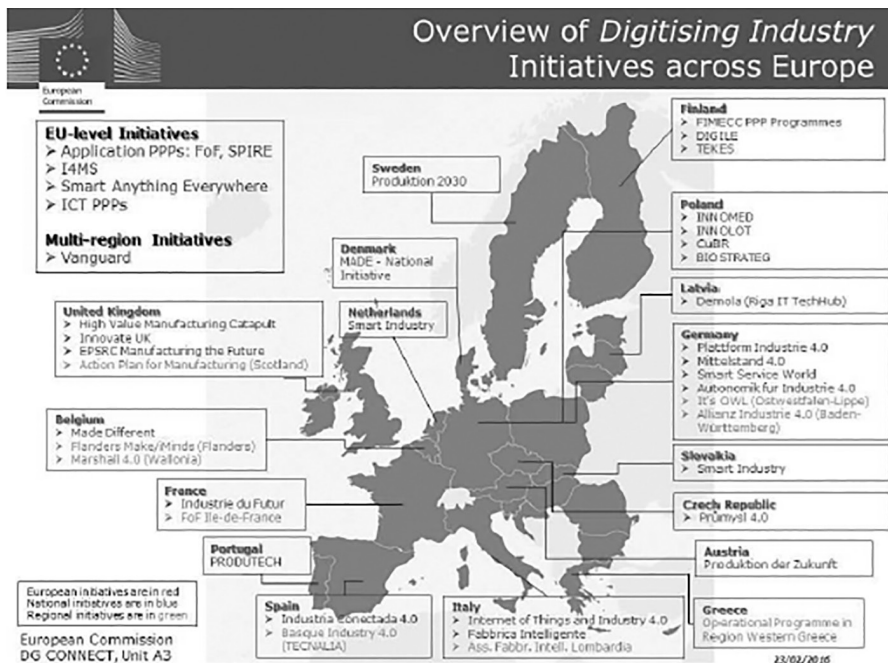 Overview of Digitising Industry
Initiatives across Europe
European
Commission
EU-level Initiatives
➤ Application PPPs: FoF, SPIRE
➤ I4MS
➤ Smart Anything Everywhere
➤ ICT PPPs
Multi-region Initiatives
➤ Vanguard
Finland
➤ FIMECC PPP Programmes
➤ DIGILE
➤ TEKES
Sweden
Produktion 2030
Poland
➤ INNOMED
➤ INNOLOT
➤ CuBR
➤ BIOSTRATEG
Denmark
MADE - National
Initiative
Latvia
➤ Demola (Riga IT TechHub)
United Kingdom
➤ High Value Manufacturing Catapult
➤ Innovate UK
➤ EPSRC Manufacturing the Future
➤ Action Plan for Manufacturing (Scotland)
Netherlands
Smart Industry
Germany
➤ Plattform Industrie 4.0
➤ Mittelstand 4.0
➤ Smart Service World
➤ Autonomik fur Industrie 4.0
➤ It's OWL (Ostwestfalen-Lippe)
➤ Allianz Industrie 4.0 (Baden-
Württemberg)
Belgium
➤ Made Different
➤ Flanders Make/iMinds (Flanders)
➤ Marshall 4.0 (Wallonia)
Slovakia
➤ Smart Industry
France
➤ Industrie du Futur
➤ FoF Ile-de-France
Czech Republic
➤ Průmysl 4.0
Portugal
PRODUTECH
Austria
Produktion der Zukunft
Spain
➤ Industria Conectada 4.0
➤ Basque Industry 4.0
(TECNALIA)
Italy
➤ Internet of Things and Industry 4.0
➤ Fabbrica Intelligente
➤ Ass. Fabbr. Intell. Lombardia
Greece
Operational Programme in
Region Western Greece
European initiatives are in red
National initiatives are in blue
Regional initiatives are in green
European Commission
DG CONNECT, Unit A3
23/02/2016